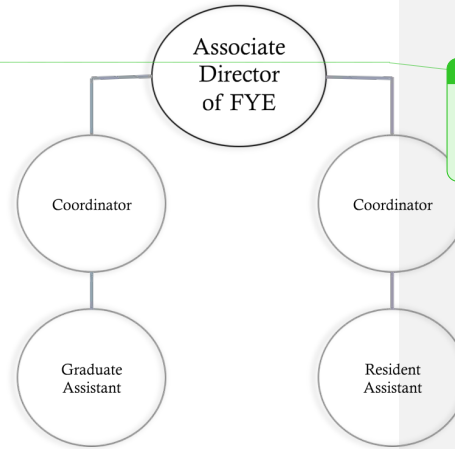 Associate
Director
of FYE
Coordinator
Coordinator
Graduate
Assistant
Resident
Assistant